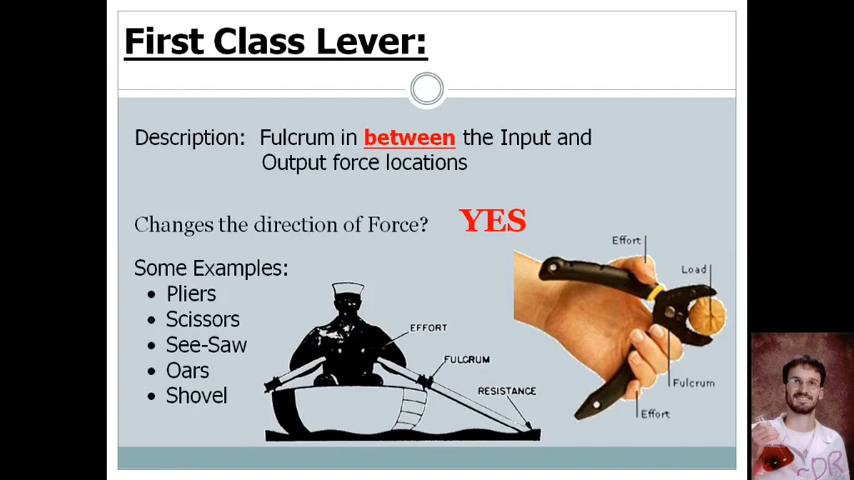 First Class Lever:
Description: Fulcrum in between the Input and
Output force locations
Changes the direction of Force? YES
Some Examples:
• Pliers
• Scissors
• See-Saw
• Oars
• Shovel
EFFORT
FULCRUM
RESISTANCE
Effort
Load
Fulcrum
Effort
~DR